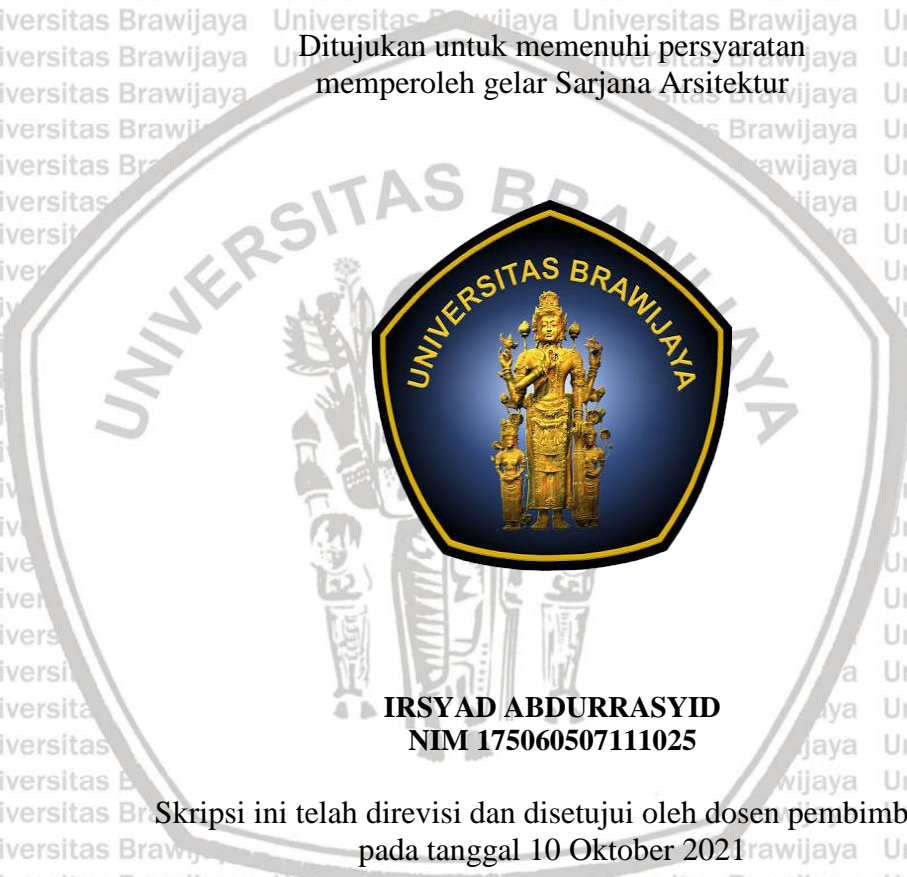 Ditujukan untuk memenuhi persyaratan
memperoleh gelar Sarjana Arsitektur
UNIVERSITAS BRAWIJAYA
IRSYAD ABDURRASYID
NIM 175060507111025
Skripsi ini telah direvisi dan disetujui oleh dosen pembimb
pada tanggal 10 Oktober 2021